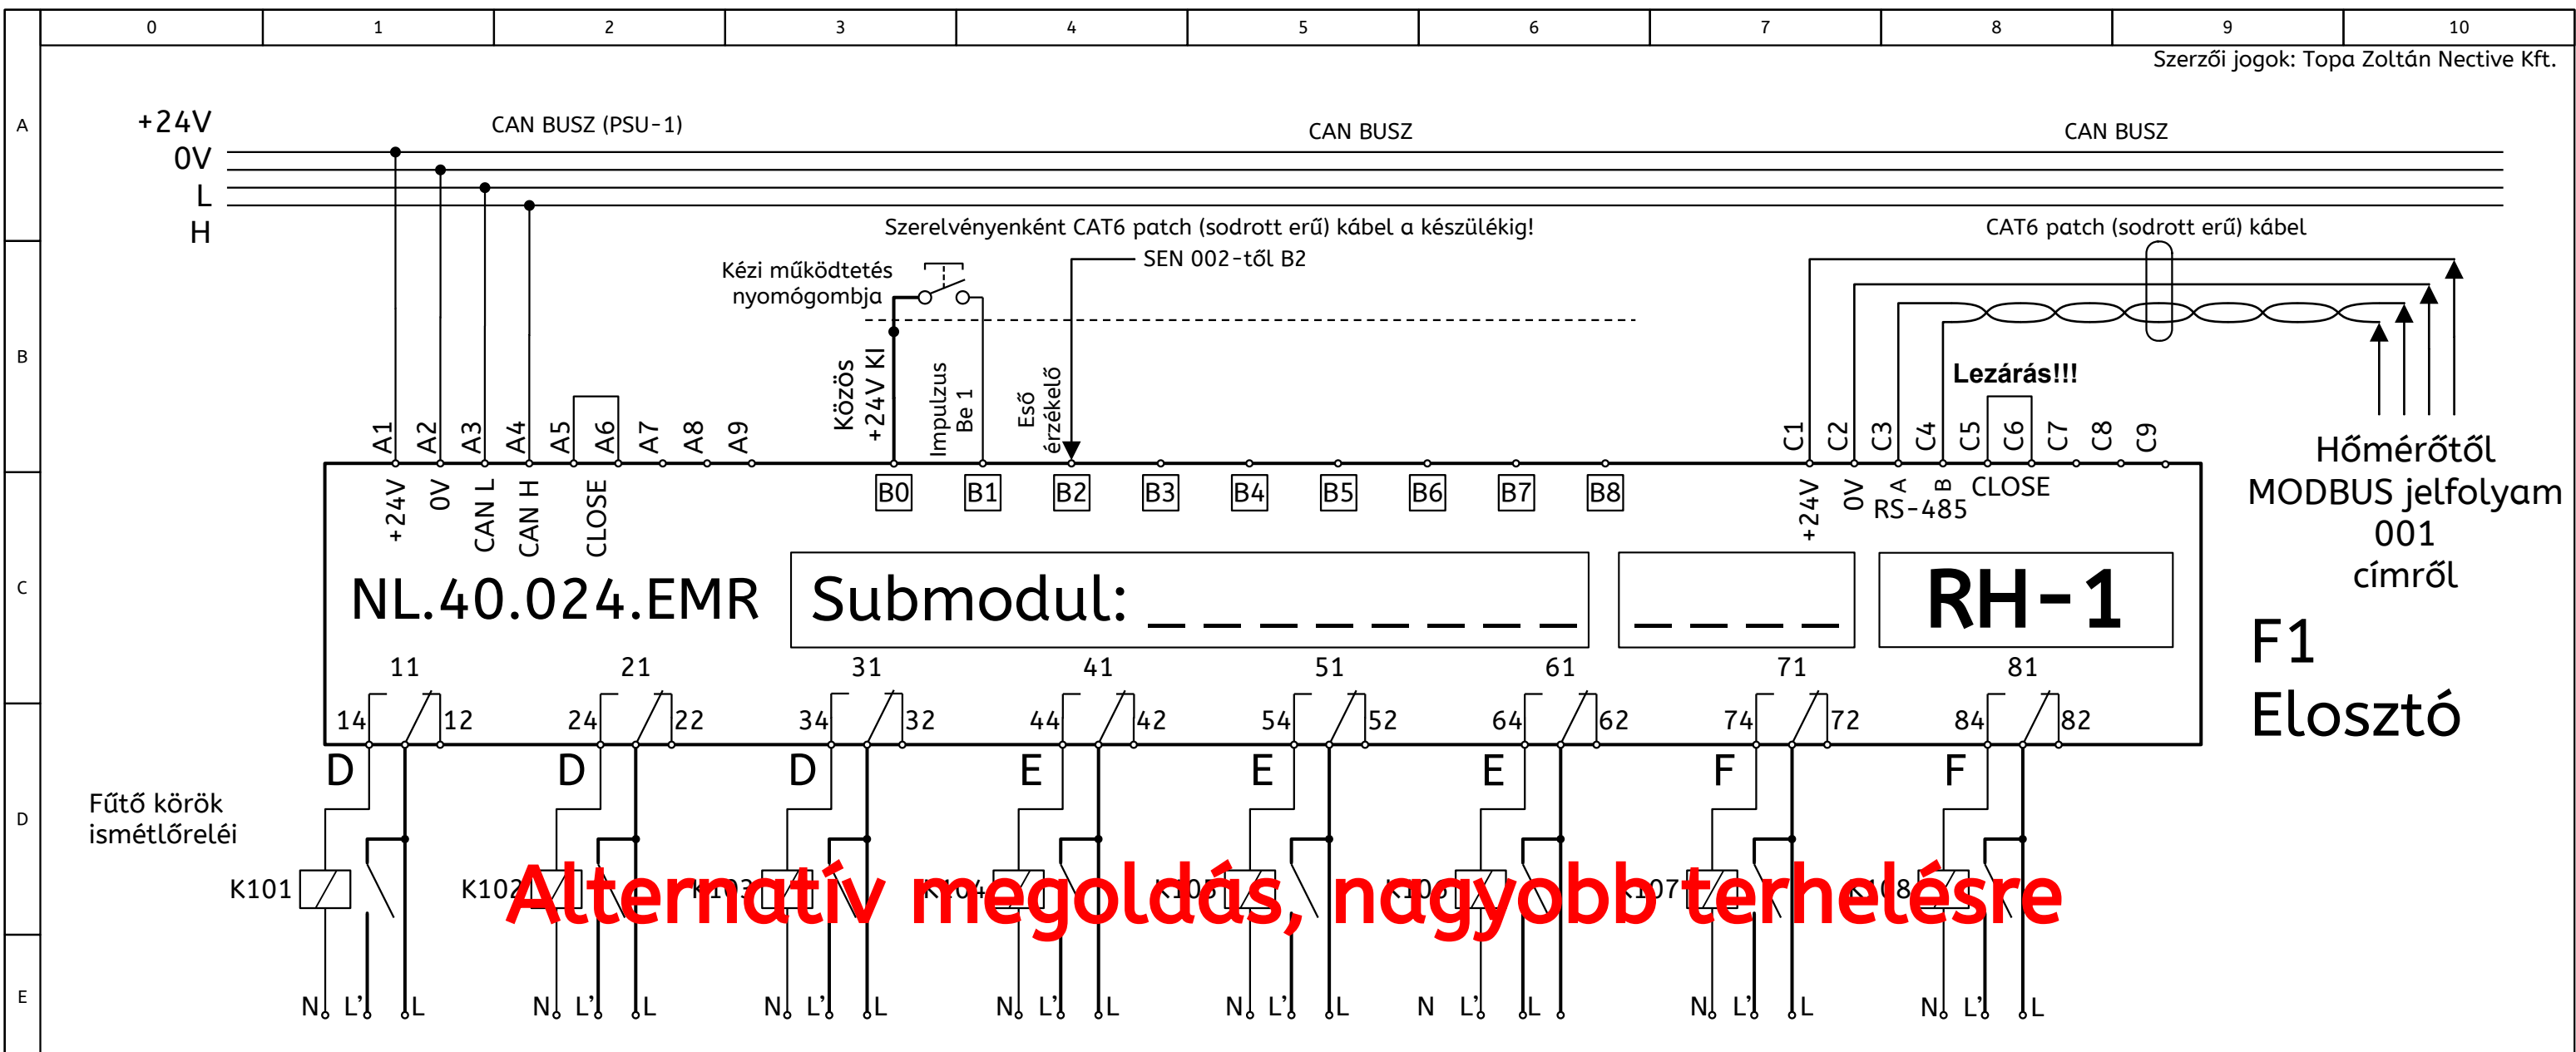 0 1 2 3 4 5 6 7 8 9 10
Szerzői jogok: Topa Zoltán Nective Kft.
A
+24V
0V
L
H
CAN BUSZ (PSU-1)
CAN BUSZ
CAN BUSZ
Szerelvényenként CAT6 patch (sodrott erű) kábel a készülékig!
CAT6 patch (sodrott erű) kábel
B
Kézi működtetés
nyomógombja
SEN 002-től B2
Közös
+24V KI
Impulzus
Be 1
Eső
érzékelő
Lezárás!!!
A1 A2 A3 A4 A5 A6 A7 A8 A9
C1 C2 C3 C4 C5 C6 C7 C8 C9
Hőmérőtől
MODBUS jelfolyam
001
címről
C
+24V 0V CAN L CAN H CLOSE
B0 B1 B2 B3 B4 B5 B6 B7 B8
+24V 0V A B CLOSE
RS-485
NL.40.024.EMR
Submodul: _ _ _ _ _ _ _ _
_ _ _ _
RH-1
F1
Elosztó
11 21 31 41 51 61 71 81
14 12 24 22 34 32 44 42 54 52 64 62 74 72 84 82
D D D E E E F F
D
Fűtő körök
ismétlőreléi
K101 K102 K103 K104 K105 K106 K107 K108
Alternatív megoldás, nagyobb terhelésre
E
N L' L N L' L N L' L N L' L N L' L N L' L N L' L N L' L